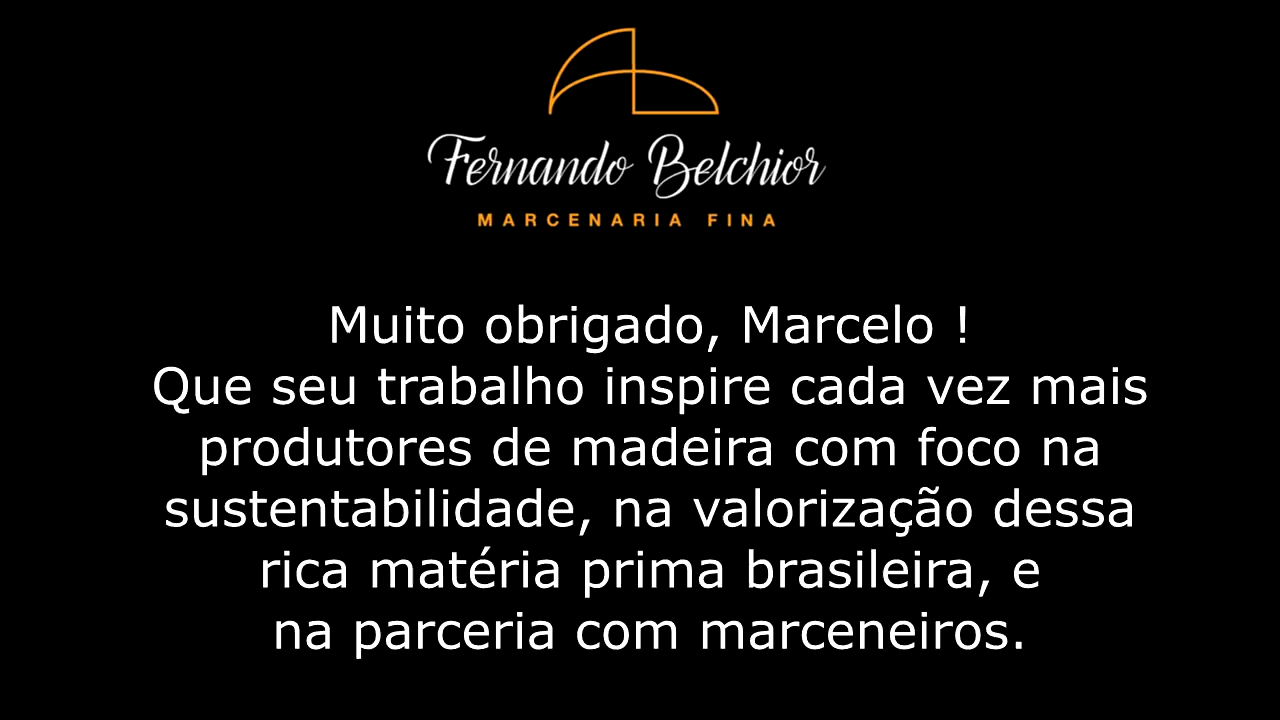 Fernando Belchior
MARCENARIA FINA
Muito obrigado, Marcelo !
Que seu trabalho inspire cada vez mais
produtores de madeira com foco na
sustentabilidade, na valorização dessa
rica matéria prima brasileira, e
na parceria com marceneiros.